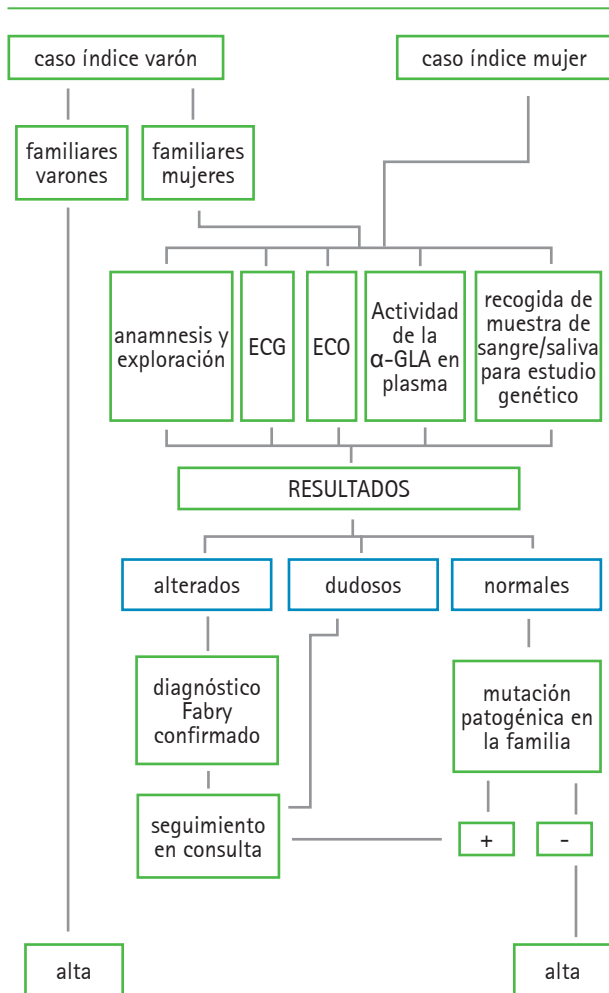 caso índice varón
caso índice mujer
familiares
varones
familiares
mujeres
anamnesis y
exploración
ECG
ECO
Actividad
de la
α-GLA en
plasma
recogida de
muestra de
sangre/saliva
para estudio
genético
RESULTADOS
alterados
dudosos
normales
diagnóstico
Fabry
confirmado
mutación
patogénica en
la familia
seguimiento
en consulta
+
-
alta
alta